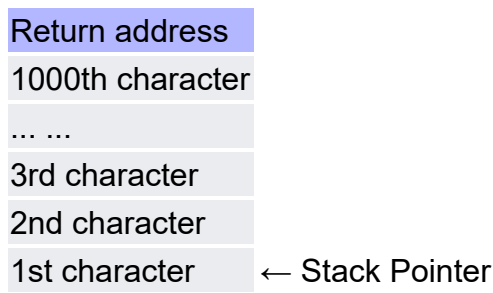 Return address
1000th character
... ...
3rd character
2nd character
1st character ← Stack Pointer